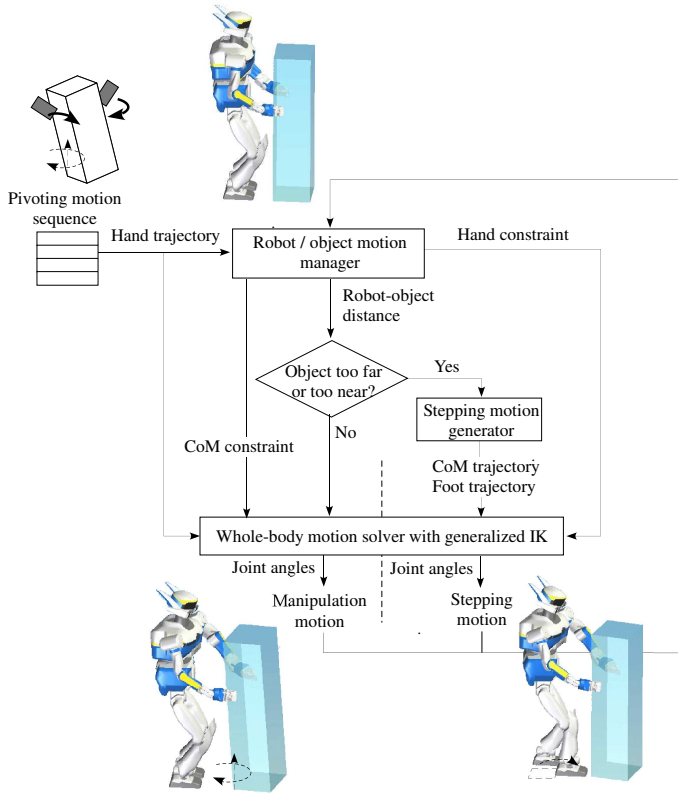 Pivoting motion
sequence
Hand trajectory
Robot / object motion
manager
Hand constraint
Robot-object
distance
Object too far
or too near?
Yes
Stepping motion
generator
No
CoM constraint
CoM trajectory
Foot trajectory
Whole-body motion solver with generalized IK
Joint angles
Joint angles
Manipulation
motion
Stepping
motion